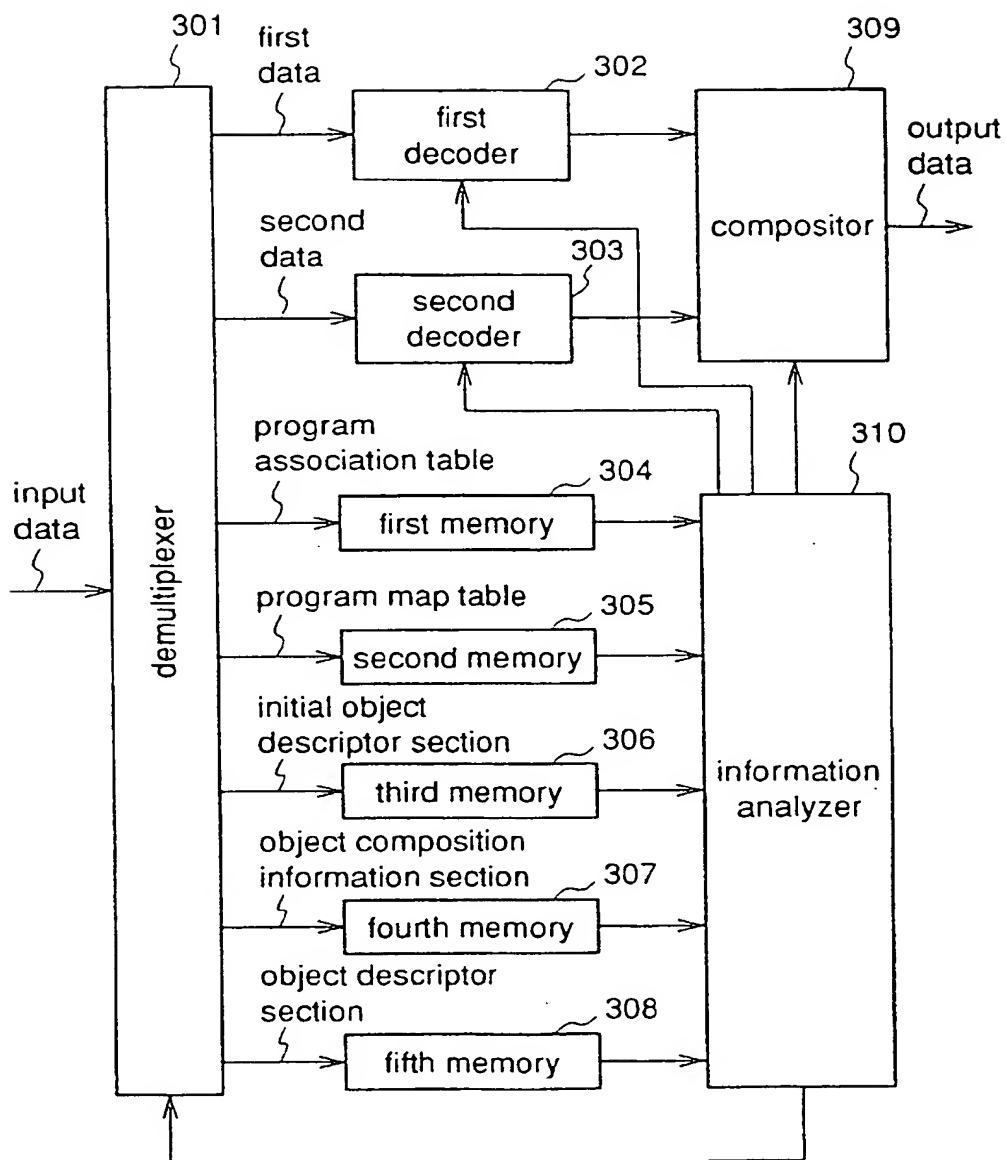 301
first
data
302
first
decoder
309
output
data
compositor
second
data
303
second
decoder
program
association table
304
first memory
310
input
data
demultiplexer
program map table
305
second memory
initial object
descriptor section
306
third memory
information
analyzer
object composition
information section
307
fourth memory
object descriptor
section
308
fifth memory